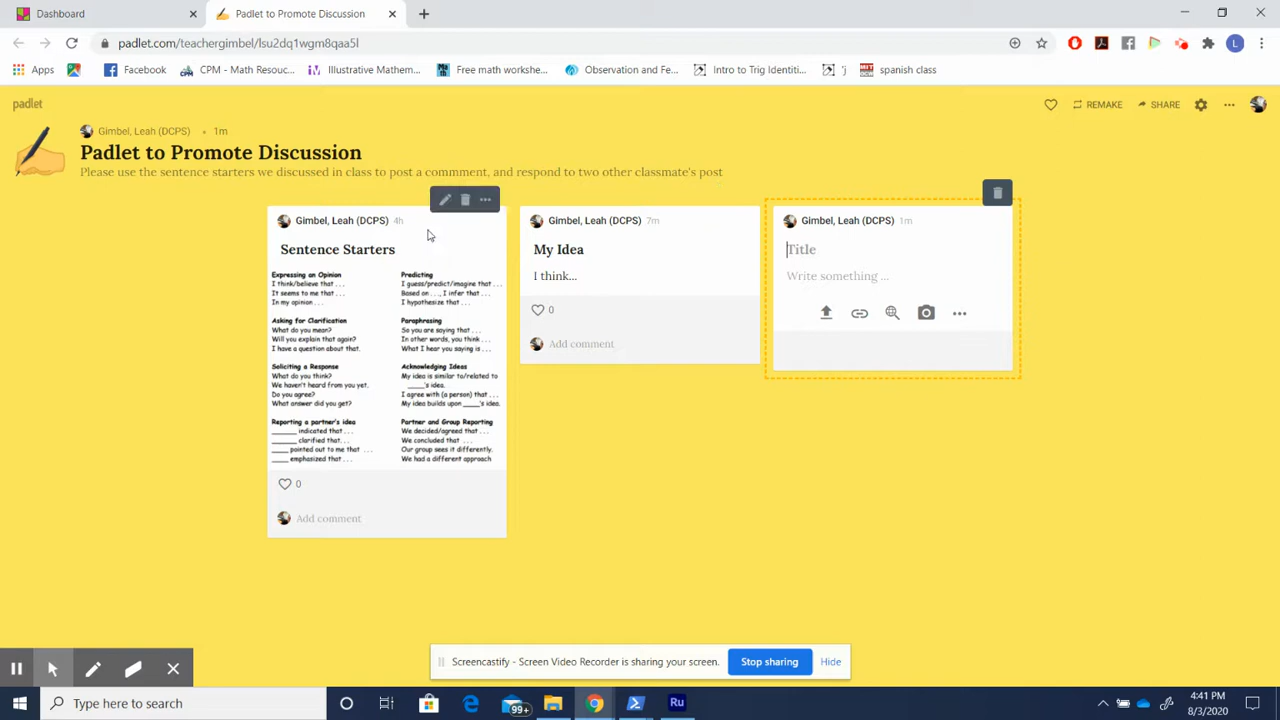 Dashboard
Padlet to Promote Discussion
padlet.com/teachergimbel/lsu2dq1wgm8qaa5l
L
Apps
Facebook
CPM - Math Resouc...
Illustrative Mathem...
Free math workshe...
Observation and Fe...
Intro to Trig Identiti...
'j
spanish class
padlet
REMAKE
SHARE
Gimbel, Leah (DCPS) • 1m
Padlet to Promote Discussion
Please use the sentence starters we discussed in class to post a commment, and respond to two other classmate's post
Gimbel, Leah (DCPS) 4h
Sentence Starters
Expressing an Opinion
I think/believe that . . .
It seems to me that . . .
In my opinion . . .
Predicting
I guess/predict/imagine that . . .
Based on . . ., I infer that . . .
I hypothesize that . . .
Asking for Clarification
What do you mean?
Will you explain that again?
I have a question about that.
Paraphrasing
So you are saying that . . .
In other words, you think . . .
What I hear you saying is . . .
Soliciting a Response
What do you think?
We haven't heard from you yet.
Do you agree?
What answer did you get?
Acknowledging Ideas
My idea is similar to/related to
____'s idea.
I agree with (a person) that . . .
My idea builds upon ____'s idea.
Reporting a partner's idea
______ indicated that . . .
______ clarified that. . .
____ pointed out to me that . . .
____ emphasized that . . .
Partner and Group Reporting
We decided/agreed that . . .
We concluded that . . .
Our group sees it differently.
We had a different approach
0
Add comment
Gimbel, Leah (DCPS) 7m
My Idea
I think...
0
Add comment
Gimbel, Leah (DCPS) 1m
Title
Write something ...
Screencastify - Screen Video Recorder is sharing your screen.
Stop sharing
Hide
Type here to search
99+
Ru
4:41 PM
8/3/2020